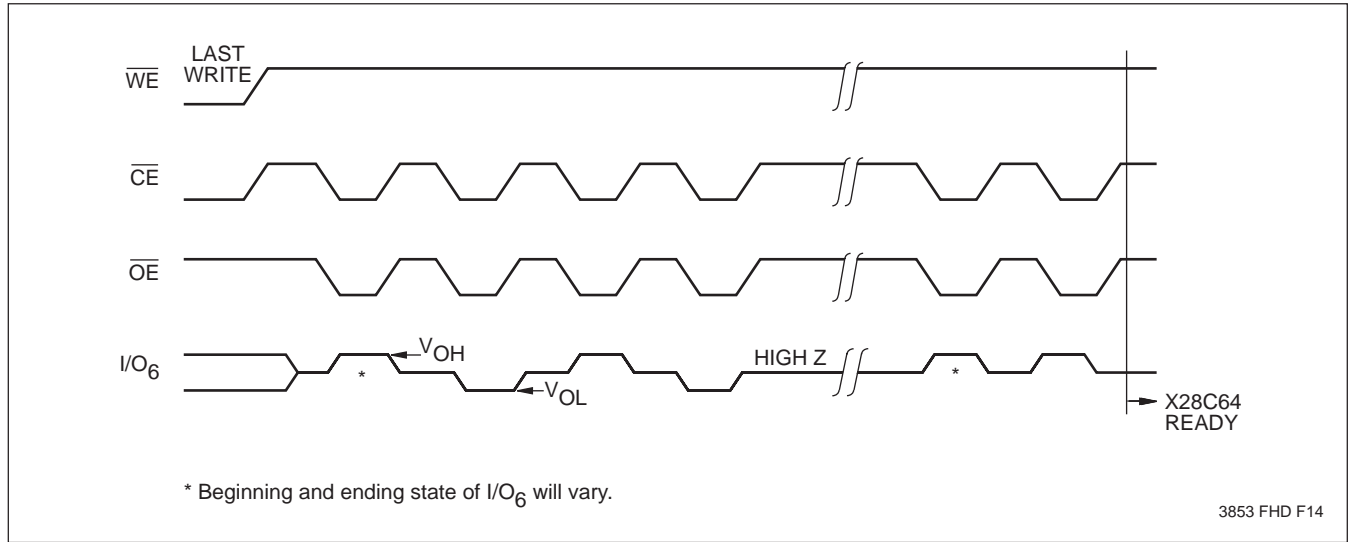 LAST
WRITE
WE
CE
OE
I/O6
VOH
*
VOL
HIGH Z
*
X28C64
READY
* Beginning and ending state of I/O6 will vary.
3853 FHD F14